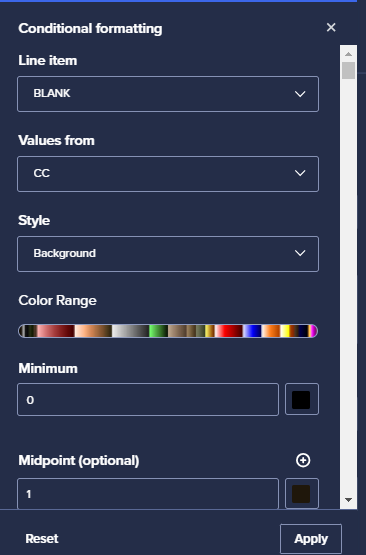 Conditional formatting
Line item
BLANK
Values from
CC
Style
Background
Color Range
Minimum
0
Midpoint (optional)
1
Reset Apply